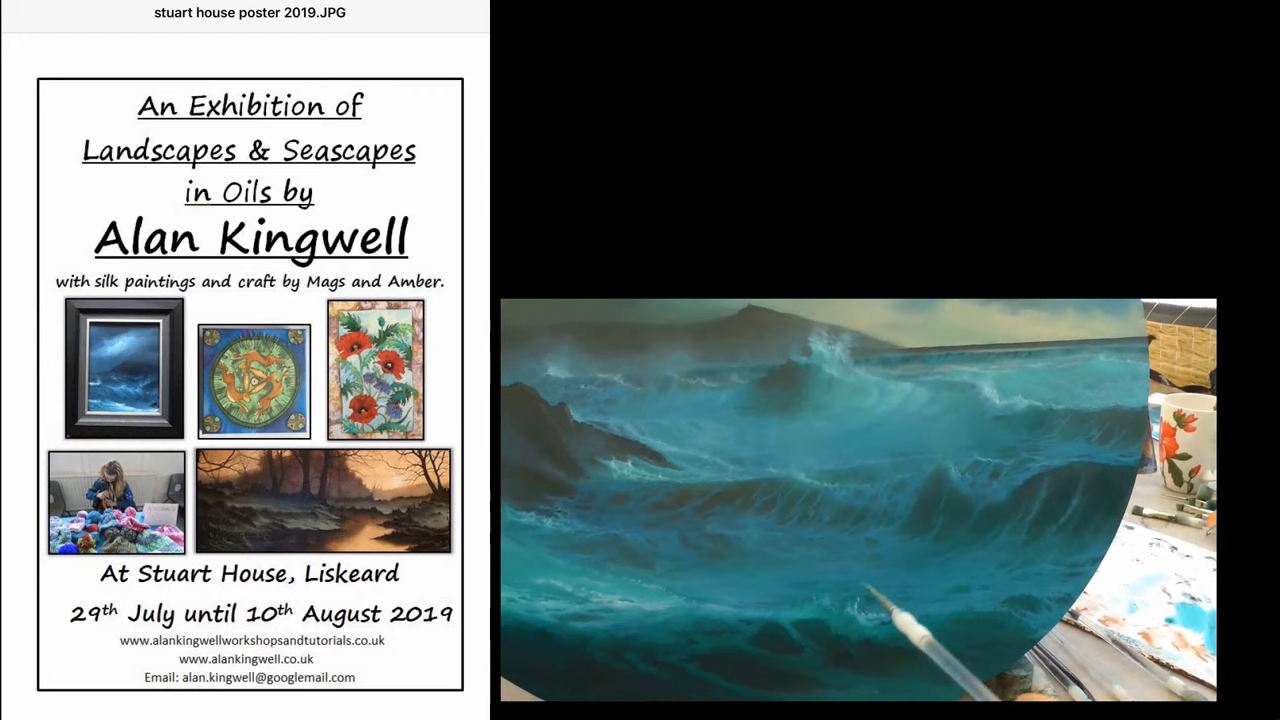 stuart house poster 2019.JPG
An Exhibition of
Landscapes & Seascapes
in Oils by
Alan Kingwell
with silk paintings and craft by Mags and Amber.
At Stuart House, Liskeard
29th July until 10th August 2019
www.alankingwellworkshopsandtutorials.co.uk
www.alankingwell.co.uk
Email: alan.kingwell@googlemail.com